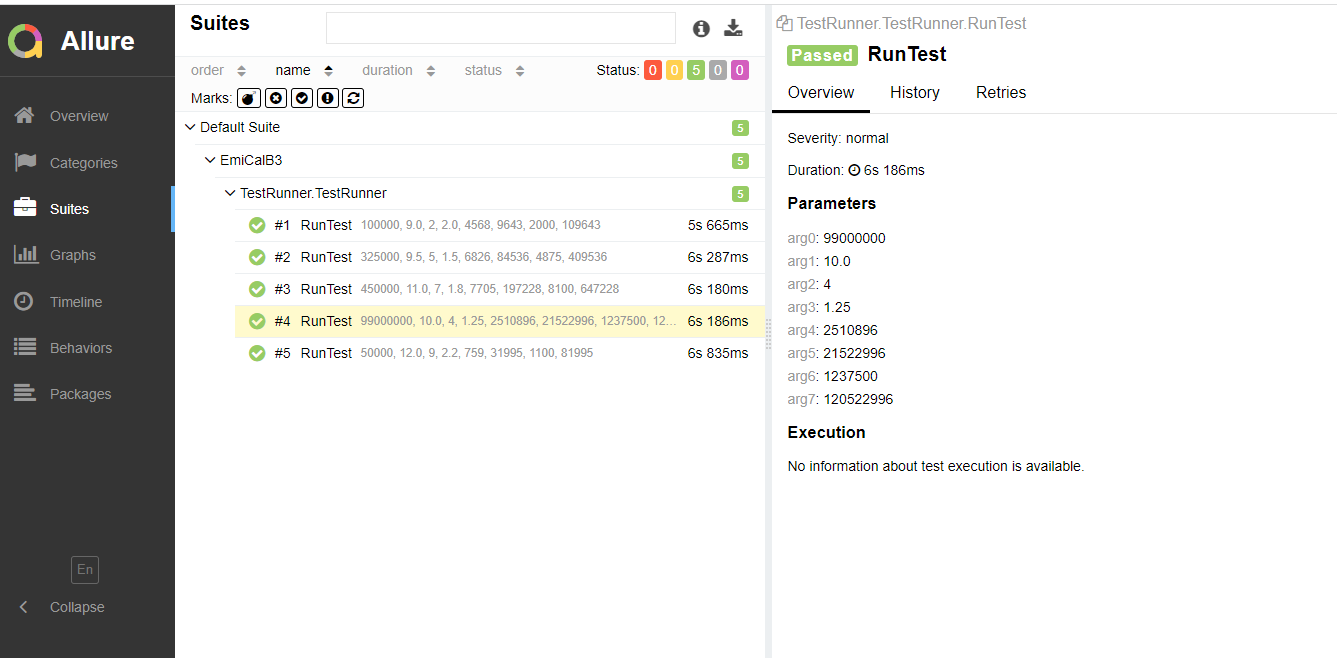 Allure
Overview
Categories
Suites
Graphs
Timeline
Behaviors
Packages
En
Collapse
Suites
order name duration status Status: 0 0 5 0 0
Marks:
Default Suite 5
EmiCalB3 5
TestRunner.TestRunner 5
#1 RunTest 100000, 9.0, 2, 2.0, 4568, 9643, 2000, 109643 5s 665ms
#2 RunTest 325000, 9.5, 5, 1.5, 6826, 84536, 4875, 409536 6s 287ms
#3 RunTest 450000, 11.0, 7, 1.8, 7705, 197228, 8100, 647228 6s 180ms
#4 RunTest 99000000, 10.0, 4, 1.25, 2510896, 21522996, 1237500, 12... 6s 186ms
#5 RunTest 50000, 12.0, 9, 2.2, 759, 31995, 1100, 81995 6s 835ms
TestRunner.TestRunner.RunTest
Passed RunTest
Overview History Retries
Severity: normal
Duration: 6s 186ms
Parameters
arg0: 99000000
arg1: 10.0
arg2: 4
arg3: 1.25
arg4: 2510896
arg5: 21522996
arg6: 1237500
arg7: 120522996
Execution
No information about test execution is available.